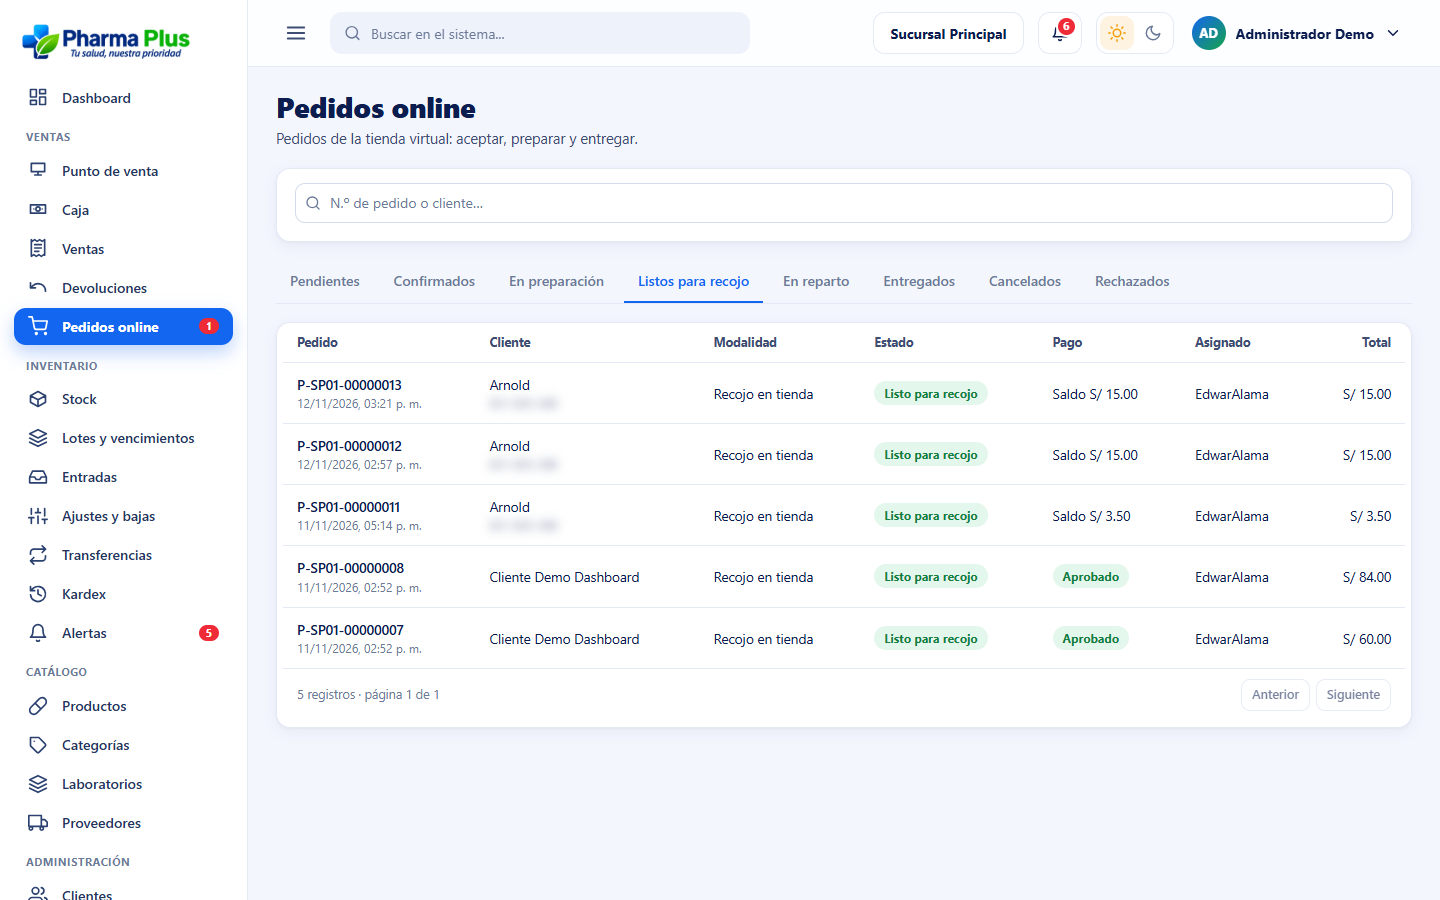 Pharma Plus
Tu salud, nuestra prioridad
Dashboard
VENTAS
Punto de venta
Caja
Ventas
Devoluciones
Pedidos online 1
INVENTARIO
Stock
Lotes y vencimientos
Entradas
Ajustes y bajas
Transferencias
Kardex
Alertas 5
CATÁLOGO
Productos
Categorías
Laboratorios
Proveedores
ADMINISTRACIÓN
Clientes
Buscar en el sistema...
Sucursal Principal
6
AD Administrador Demo
Pedidos online
Pedidos de la tienda virtual: aceptar, preparar y entregar.
N.º de pedido o cliente...
Pendientes Confirmados En preparación Listos para recojo En reparto Entregados Cancelados Rechazados
Pedido Cliente Modalidad Estado Pago Asignado Total
P-SP01-00000013 Arnold Recojo en tienda Listo para recojo Saldo S/ 15.00 EdwarAlama S/ 15.00
12/11/2026, 03:21 p. m.
P-SP01-00000012 Arnold Recojo en tienda Listo para recojo Saldo S/ 15.00 EdwarAlama S/ 15.00
12/11/2026, 02:57 p. m.
P-SP01-00000011 Arnold Recojo en tienda Listo para recojo Saldo S/ 3.50 EdwarAlama S/ 3.50
11/11/2026, 05:14 p. m.
P-SP01-00000008 Cliente Demo Dashboard Recojo en tienda Listo para recojo Aprobado EdwarAlama S/ 84.00
11/11/2026, 02:52 p. m.
P-SP01-00000007 Cliente Demo Dashboard Recojo en tienda Listo para recojo Aprobado EdwarAlama S/ 60.00
11/11/2026, 02:52 p. m.
5 registros · página 1 de 1
Anterior Siguiente